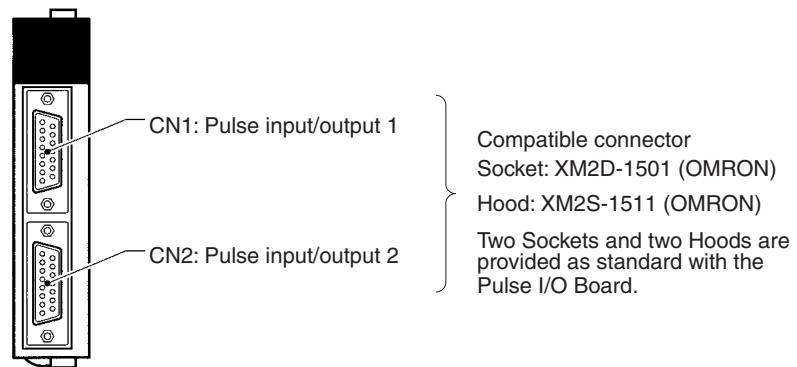 CN1: Pulse input/output 1
CN2: Pulse input/output 2
Compatible connector
Socket: XM2D-1501 (OMRON)
Hood: XM2S-1511 (OMRON)
Two Sockets and two Hoods are
provided as standard with the
Pulse I/O Board.